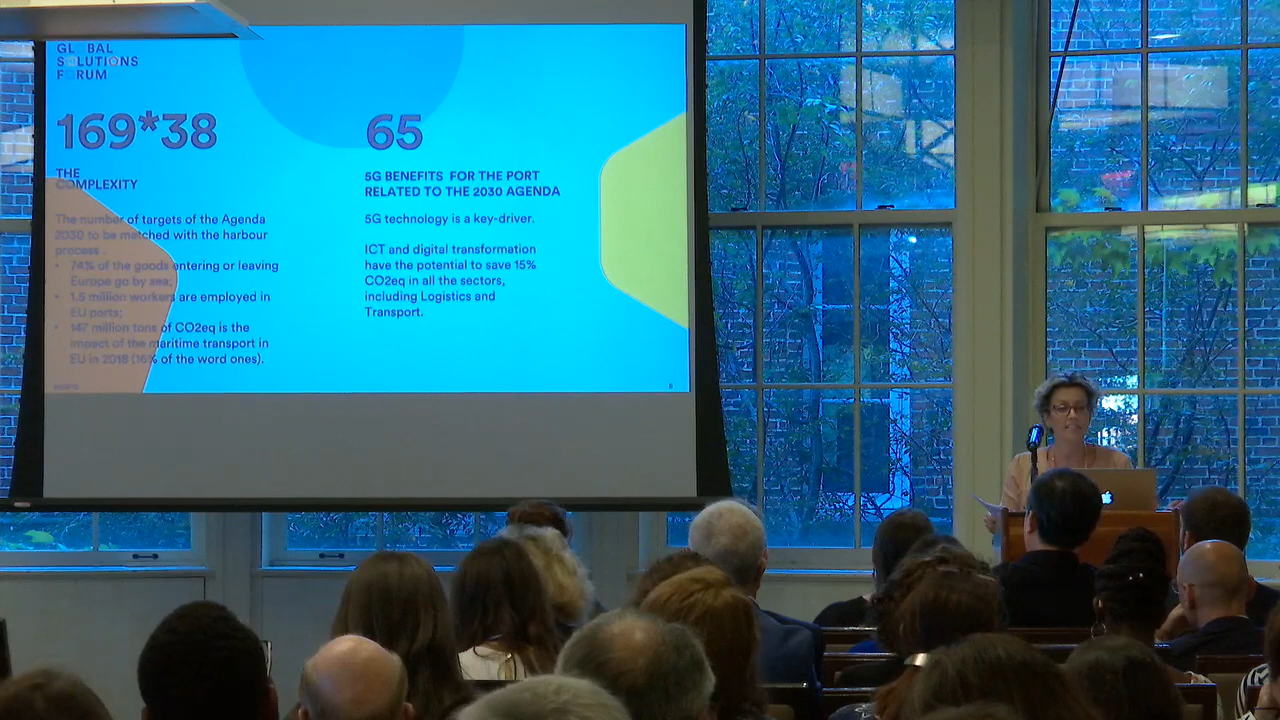 GL BAL
S LUTIONS
F RUM
169*38
THE
COMPLEXITY
The number of targets of the Agenda
2030 to be matched with the harbour
process .
• 74% of the goods entering or leaving
Europe go by sea;
• 1.5 million workers are employed in
EU ports;
• 147 million tons of CO2eq is the
impact of the maritime transport in
EU in 2018 (16% of the word ones).
65
5G BENEFITS FOR THE PORT
RELATED TO THE 2030 AGENDA
5G technology is a key-driver.
ICT and digital transformation
have the potential to save 15%
CO2eq in all the sectors,
including Logistics and
Transport.